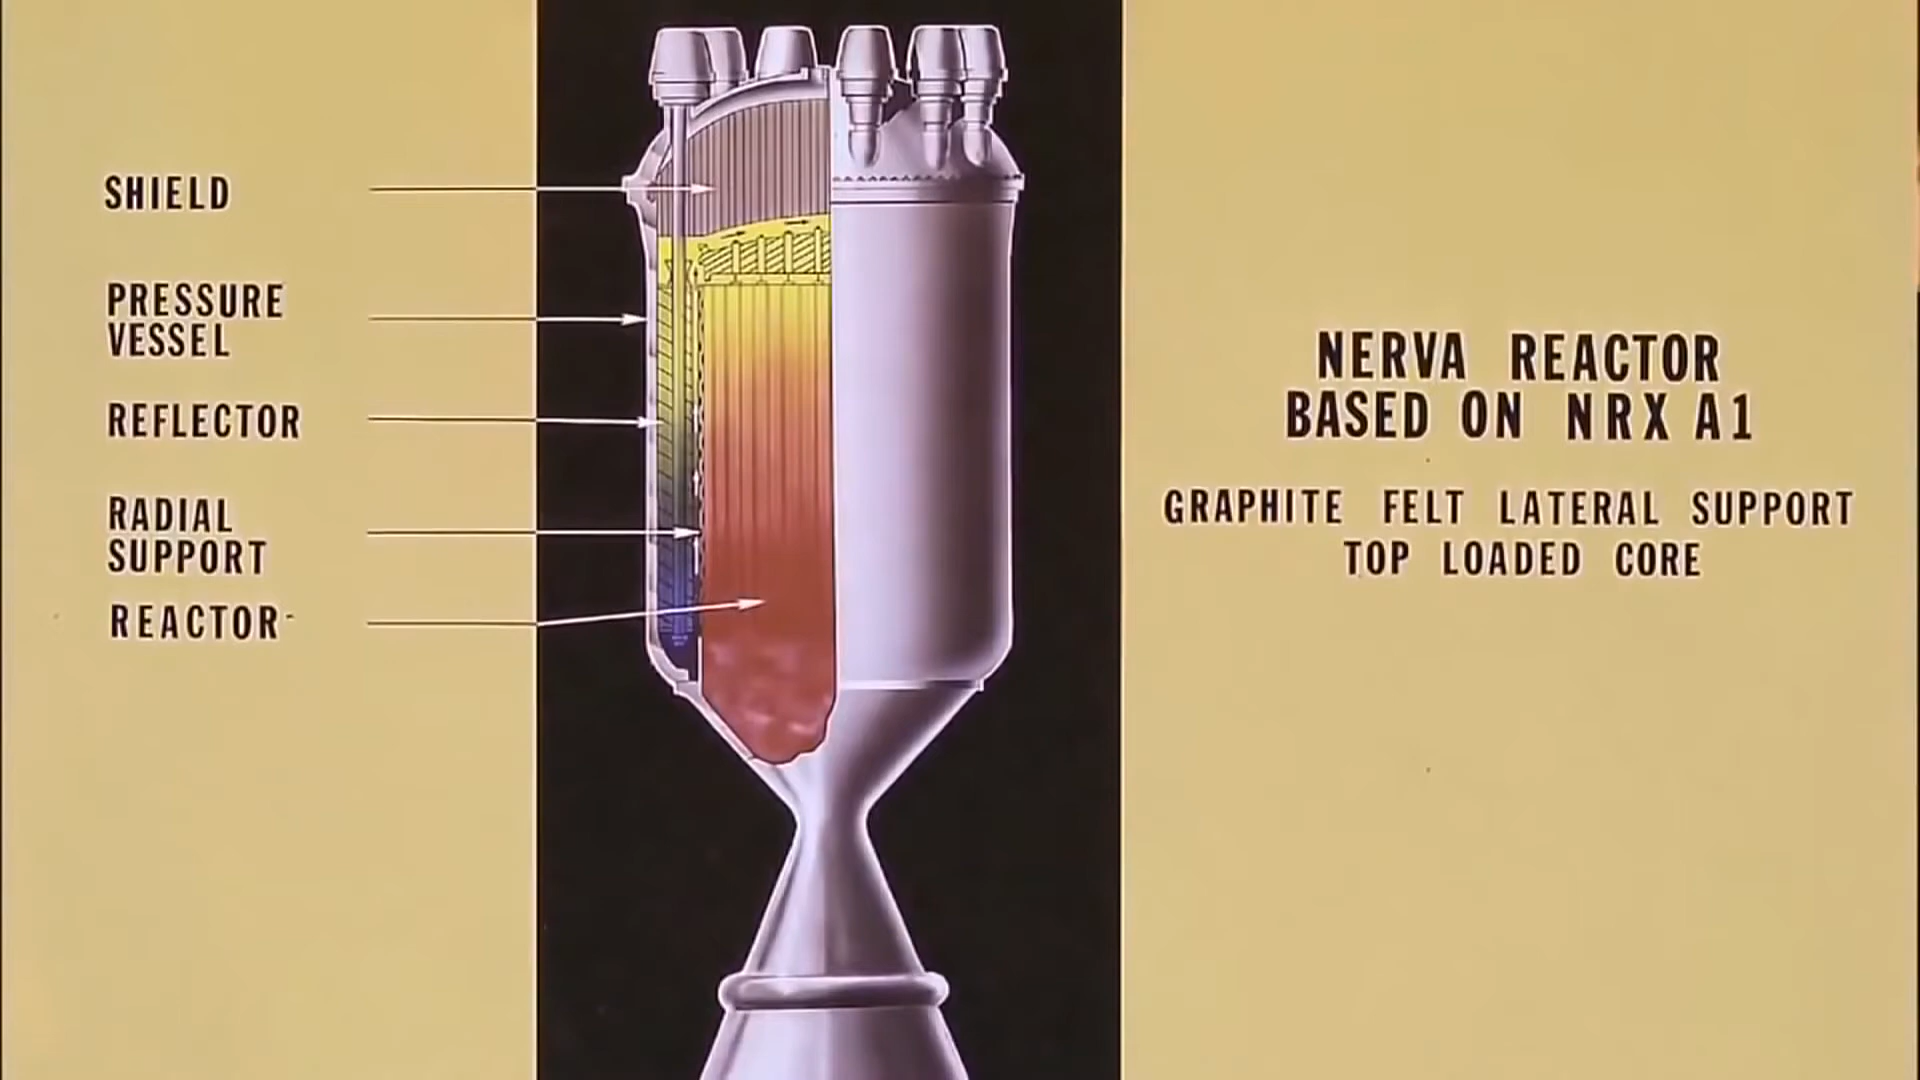 SHIELD
PRESSURE
VESSEL
REFLECTOR
RADIAL
SUPPORT
REACTOR
NERVA REACTOR
BASED ON NRX A1
GRAPHITE FELT LATERAL SUPPORT
TOP LOADED CORE